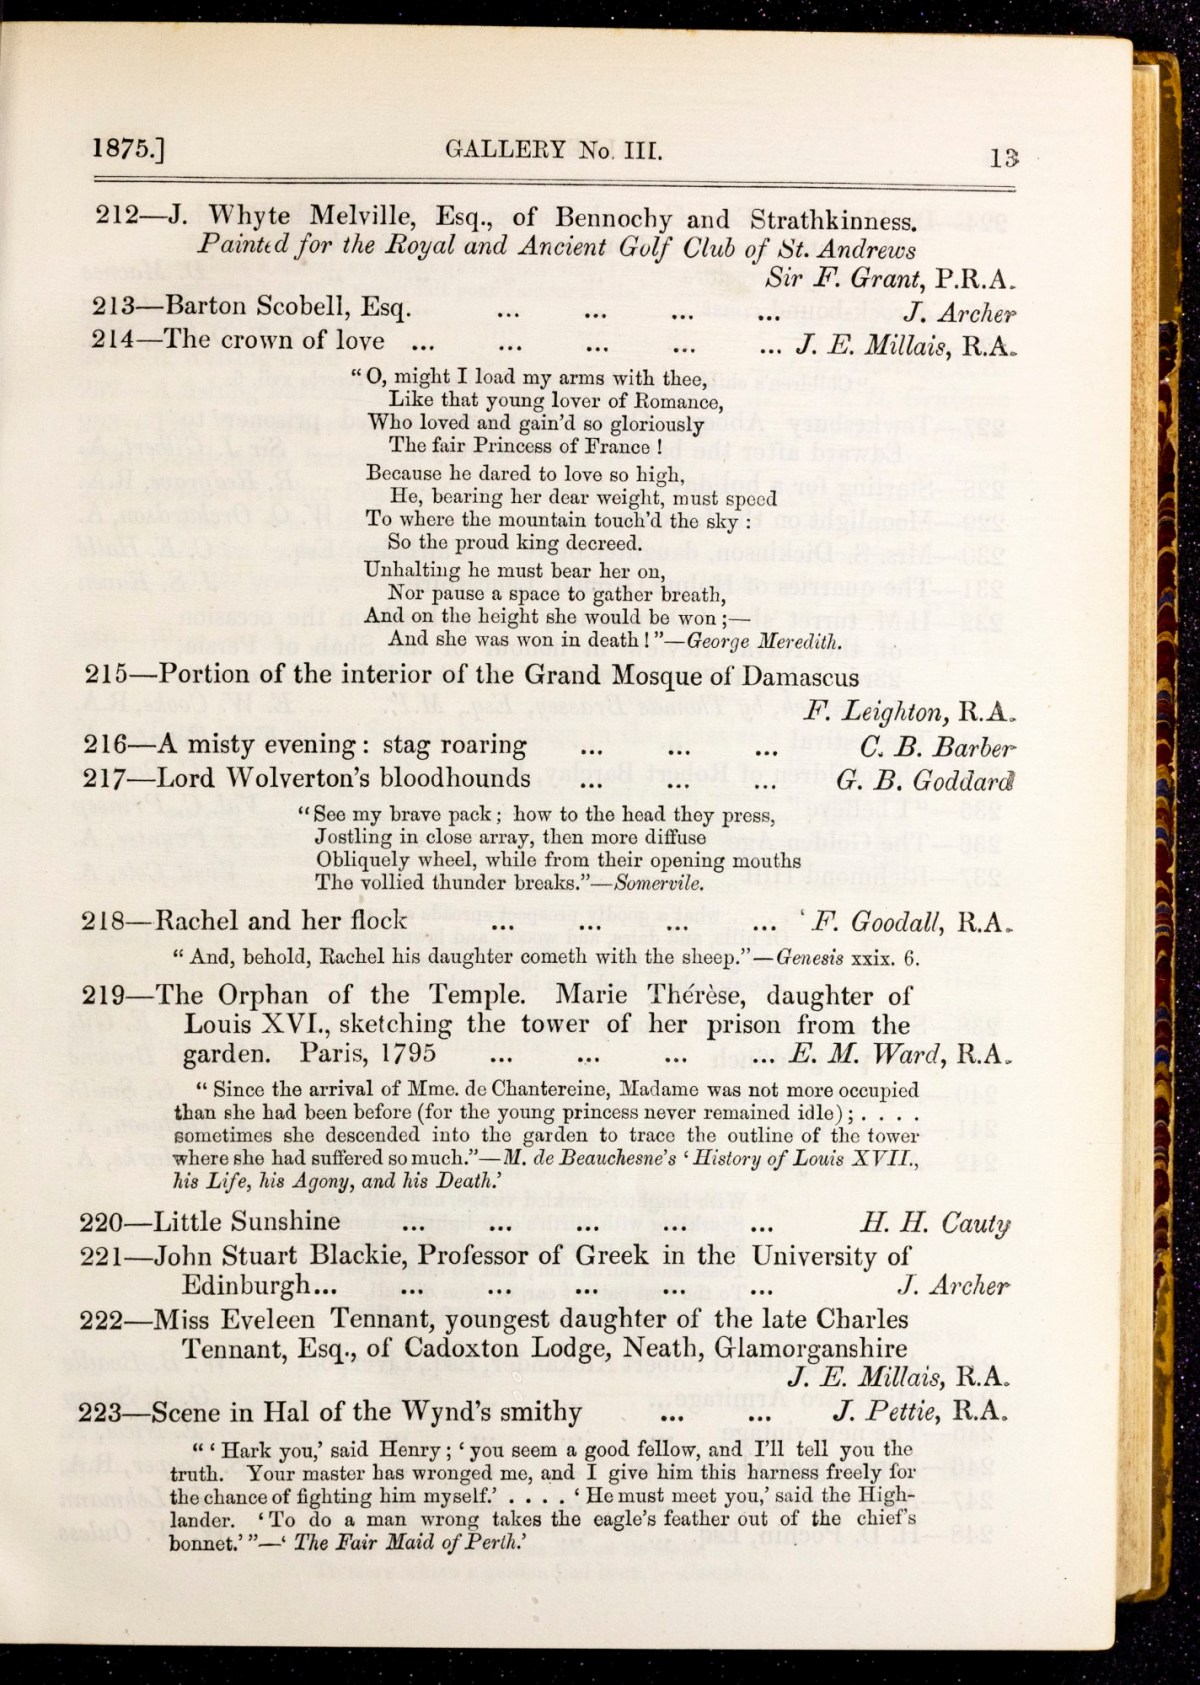 1875.] GALLERY No. III. 13
212—J. Whyte Melville, Esq., of Bennochy and Strathkinness.
Painted for the Royal and Ancient Golf Club of St. Andrews
Sir F. Grant, P.R.A.
213—Barton Scobell, Esq. ... ... ... ... J. Archer
214—The crown of love ... ... ... ... ... J. E. Millais, R.A.
“O, might I load my arms with thee,
Like that young lover of Romance,
Who loved and gain’d so gloriously
The fair Princess of France !
Because he dared to love so high,
He, bearing her dear weight, must speed
To where the mountain touch’d the sky :
So the proud king decreed.
Unhalting he must bear her on,
Nor pause a space to gather breath,
And on the height she would be won ;—
And she was won in death ! ”—George Meredith.
215—Portion of the interior of the Grand Mosque of Damascus
F. Leighton, R.A.
216—A misty evening : stag roaring ... ... ... C. B. Barber
217—Lord Wolverton’s bloodhounds ... ... ... G. B. Goddard
“See my brave pack ; how to the head they press,
Jostling in close array, then more diffuse
Obliquely wheel, while from their opening mouths
The vollied thunder breaks.”—Somervile.
218—Rachel and her flock ... ... ... ... F. Goodall, R.A.
“ And, behold, Rachel his daughter cometh with the sheep.”—Genesis xxix. 6.
219—The Orphan of the Temple. Marie Thérèse, daughter of
Louis XVI., sketching the tower of her prison from the
garden. Paris, 1795 ... ... ... ... E. M. Ward, R.A.
“ Since the arrival of Mme. de Chantereine, Madame was not more occupied
than she had been before (for the young princess never remained idle) ; . . . .
sometimes she descended into the garden to trace the outline of the tower
where she had suffered so much.”—M. de Beauchesne’s ‘ History of Louis XVII.,
his Life, his Agony, and his Death.’
220—Little Sunshine ... ... ... ... ... H. H. Cauty
221—John Stuart Blackie, Professor of Greek in the University of
Edinburgh... ... ... ... ... ... J. Archer
222—Miss Eveleen Tennant, youngest daughter of the late Charles
Tennant, Esq., of Cadoxton Lodge, Neath, Glamorganshire
J. E. Millais, R.A.
223—Scene in Hal of the Wynd’s smithy ... ... J. Pettie, R.A.
“ ‘ Hark you,’ said Henry ; ‘ you seem a good fellow, and I’ll tell you the
truth. Your master has wronged me, and I give him this harness freely for
the chance of fighting him myself.’ . . . . ‘ He must meet you,’ said the High-
lander. ‘ To do a man wrong takes the eagle’s feather out of the chief’s
bonnet.’ ”—‘ The Fair Maid of Perth.’